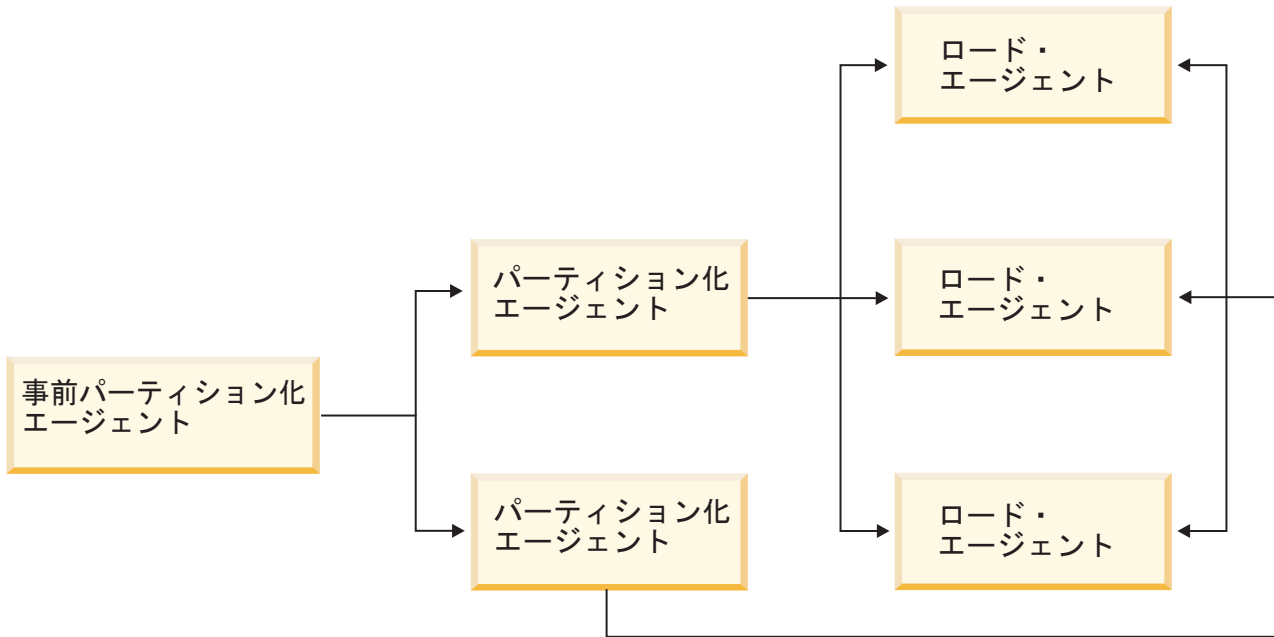 事前パーティション化
エージェント
パーティション化
エージェント
パーティション化
エージェント
ロード・
エージェント
ロード・
エージェント
ロード・
エージェント